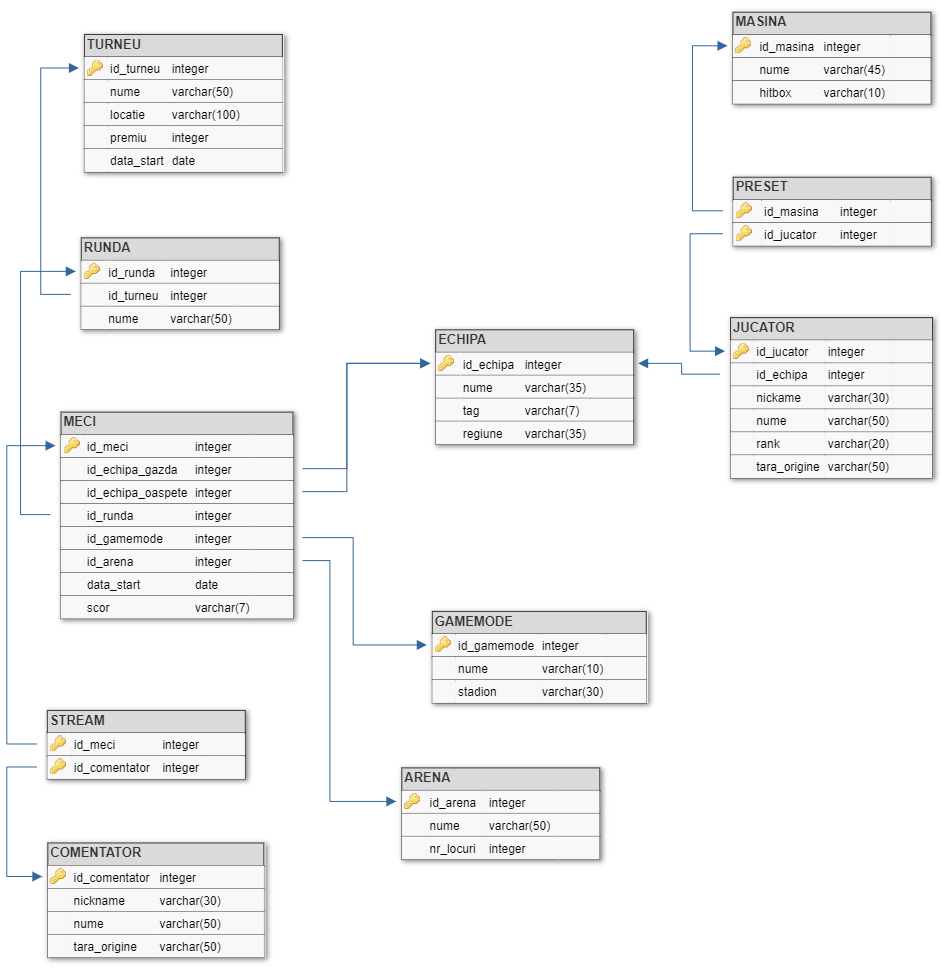 TURNEU
id_turneu integer
nume varchar(50)
locatie varchar(100)
premiu integer
data_start date
RUNDA
id_runda integer
id_turneu integer
nume varchar(50)
MECI
id_meci integer
id_echipa_gazda integer
id_echipa_oaspete integer
id_runda integer
id_gamemode integer
id_arena integer
data_start date
scor varchar(7)
STREAM
id_meci integer
id_comentator integer
COMENTATOR
id_comentator integer
nickname varchar(30)
nume varchar(50)
tara_origine varchar(50)
ECHIPA
id_echipa integer
nume varchar(35)
tag varchar(7)
regiune varchar(35)
GAMEMODE
id_gamemode integer
nume varchar(10)
stadion varchar(30)
ARENA
id_arena integer
nume varchar(50)
nr_locuri integer
MASINA
id_masina integer
nume varchar(45)
hitbox varchar(10)
PRESET
id_masina integer
id_jucator integer
JUCATOR
id_jucator integer
id_echipa integer
nickame varchar(30)
nume varchar(50)
rank varchar(20)
tara_origine varchar(50)